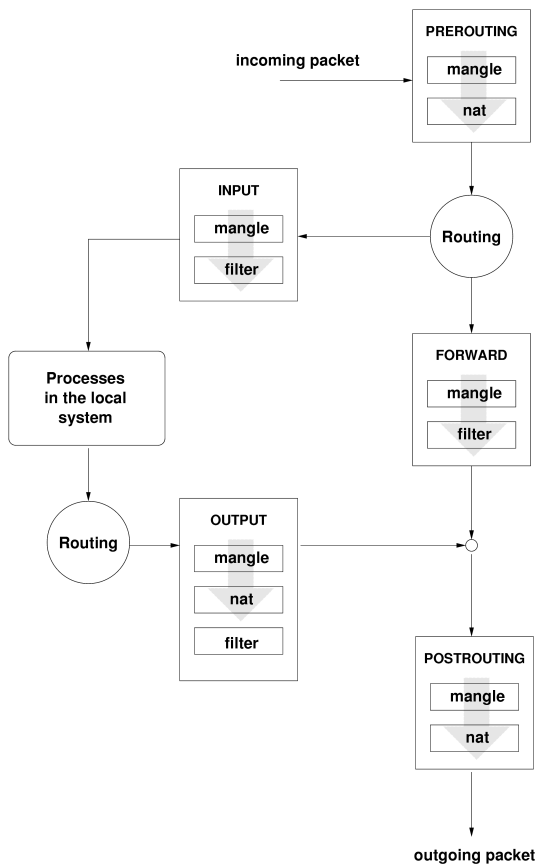 PREROUTING
incoming packet
mangle
nat
INPUT
mangle
filter
Routing
FORWARD
mangle
filter
Processes
in the local
system
Routing
OUTPUT
mangle
nat
filter
POSTROUTING
mangle
nat
outgoing packet